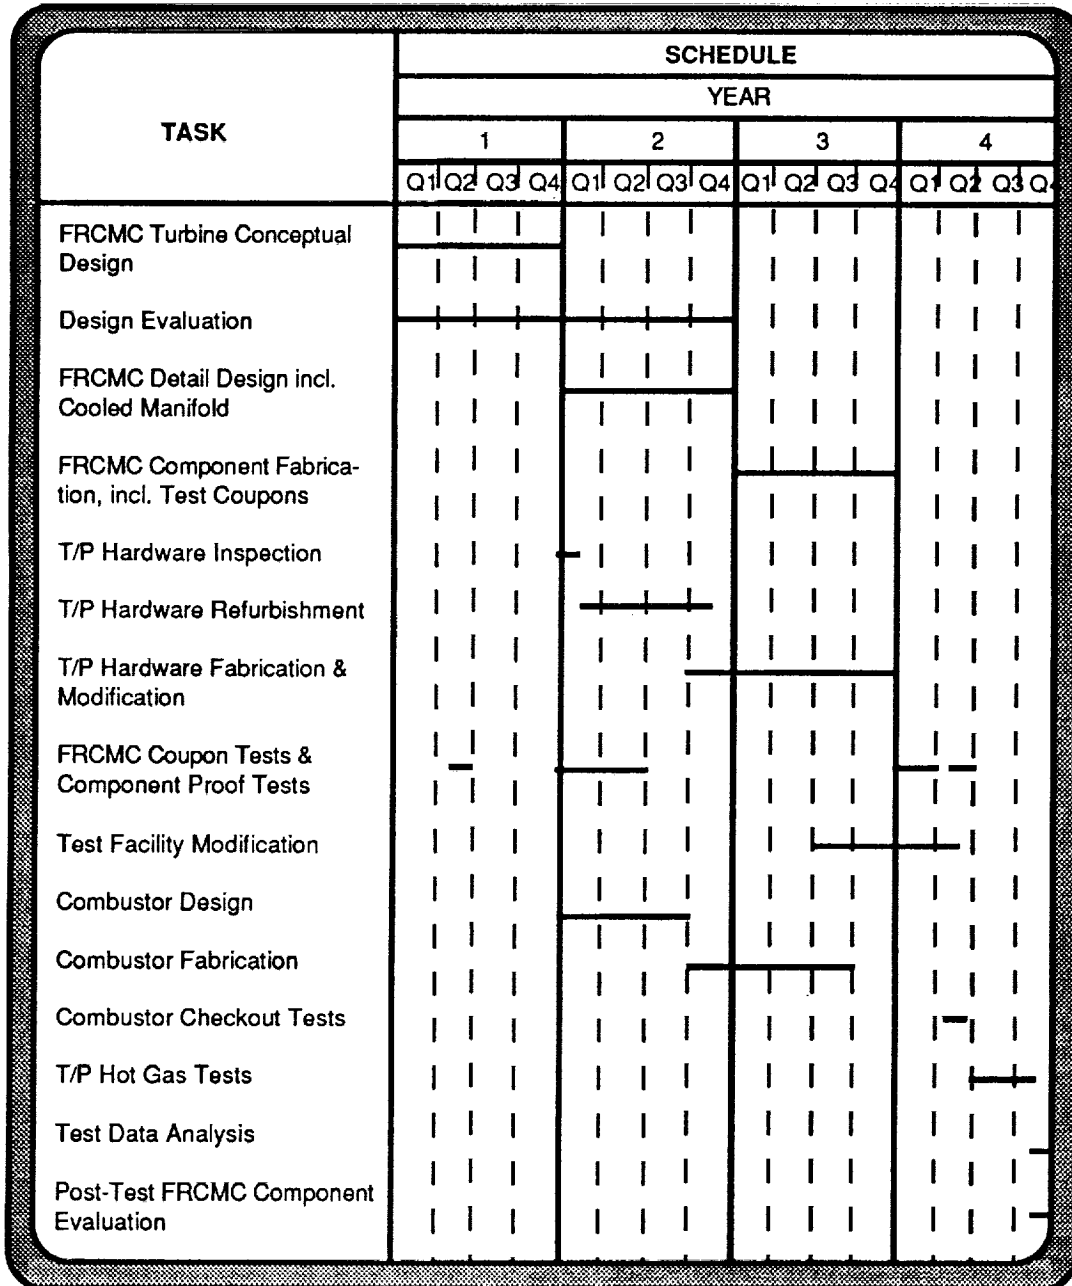 SCHEDULE
YEAR
TASK
1 2 3 4
Q1 Q2 Q3 Q4 Q1 Q2 Q3 Q4 Q1 Q2 Q3 Q4 Q1 Q2 Q3 Q4
FRCMC Turbine Conceptual
Design
Design Evaluation
FRCMC Detail Design incl.
Cooled Manifold
FRCMC Component Fabrica-
tion, incl. Test Coupons
T/P Hardware Inspection
T/P Hardware Refurbishment
T/P Hardware Fabrication &
Modification
FRCMC Coupon Tests &
Component Proof Tests
Test Facility Modification
Combustor Design
Combustor Fabrication
Combustor Checkout Tests
T/P Hot Gas Tests
Test Data Analysis
Post-Test FRCMC Component
Evaluation